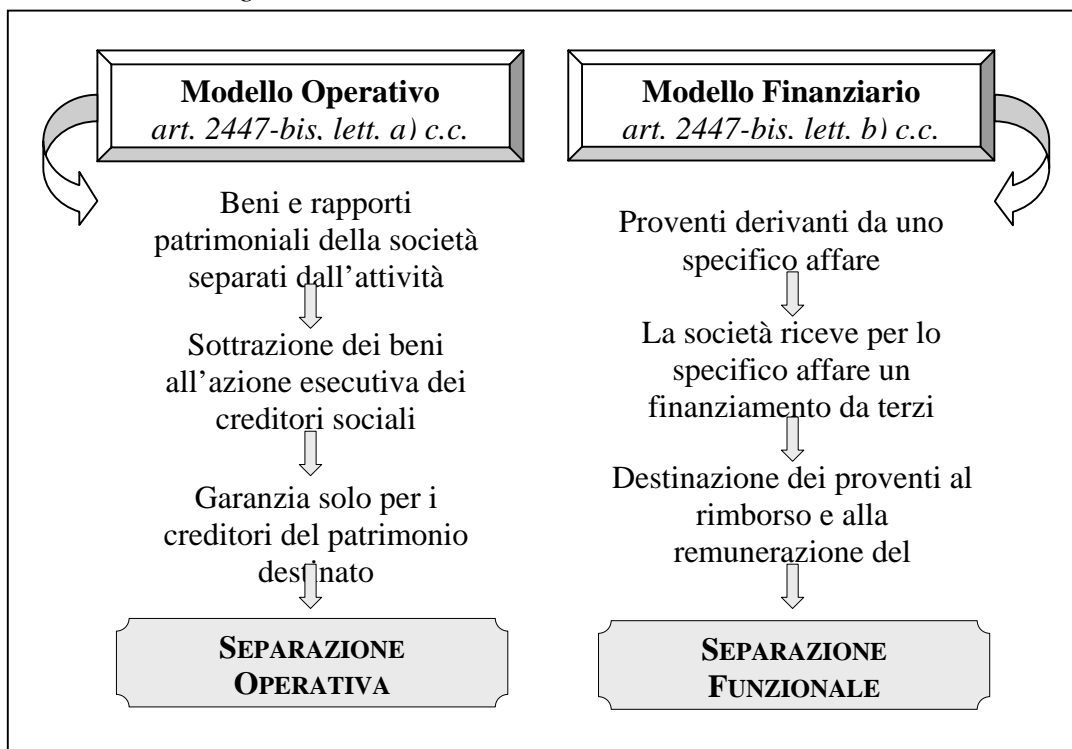 Modello Operativo
art. 2447-bis, lett. a) c.c.
Beni e rapporti
patrimoniali della società
separati dall’attività
Sottrazione dei beni
all’azione esecutiva dei
creditori sociali
Garanzia solo per i
creditori del patrimonio
destinato
SEPARAZIONE
OPERATIVA
Modello Finanziario
art. 2447-bis, lett. b) c.c.
Proventi derivanti da uno
specifico affare
La società riceve per lo
specifico affare un
finanziamento da terzi
Destinazione dei proventi al
rimborso e alla
remunerazione del
SEPARAZIONE
FUNZIONALE